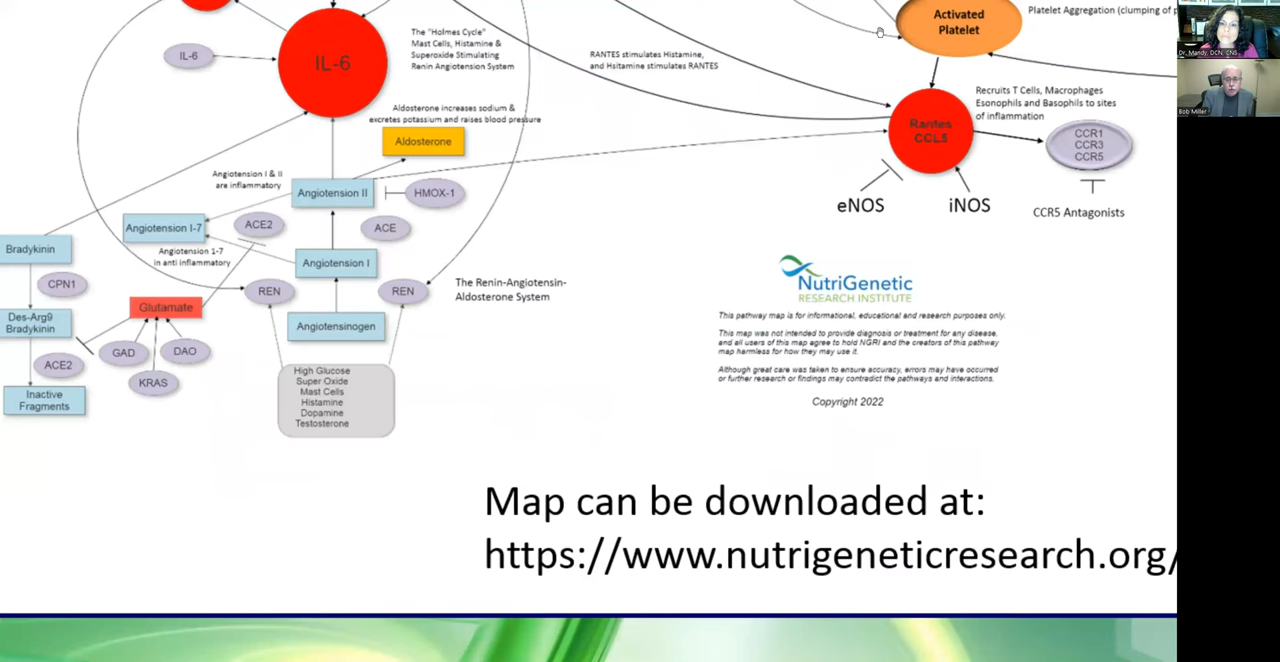 Activated
Platelet
Platelet Aggregation (clumping of
Dr. Mandy, DCN, CNS
Bob Miller
IL-6
IL-6
The "Holmes Cycle"
Mast Cells, Histamine &
Superoxide Stimulating
Renin Angiotension System
RANTES stimulates Histamine,
and Hsitamine stimulates RANTES
Recruits T Cells, Macrophages
Esonophils and Basophils to sites
of inflammation
Rantes
CCL5
CCR1
CCR3
CCR5
Aldosterone increases sodium &
excretes potassium and raises blood pressure
Aldosterone
Angiotension I & II
are inflammatory
Angiotension II
HMOX-1
eNOS
iNOS
CCR5 Antagonists
Angiotension I-7
ACE2
ACE
Bradykinin
Angiotension 1-7
in anti inflammatory
Angiotension I
CPN1
REN
REN
The Renin-Angiotensin-
Aldosterone System
NutriGenetic
RESEARCH INSTITUTE
Glutamate
Des-Arg9
Bradykinin
Angiotensinogen
This pathway map is for informational, educational and research purposes only.
This map was not intended to provide diagnosis or treatment for any disease,
and all users of this map agree to hold NGRI and the creators of this pathway
map harmless for how they may use it.
GAD
DAO
ACE2
KRAS
High Glucose
Super Oxide
Mast Cells
Histamine
Dopamine
Testosterone
Although great care was taken to ensure accuracy, errors may have occurred
or further research or findings may contradict the pathways and interactions.
Inactive
Fragments
Copyright 2022
Map can be downloaded at:
https://www.nutrigeneticresearch.org/